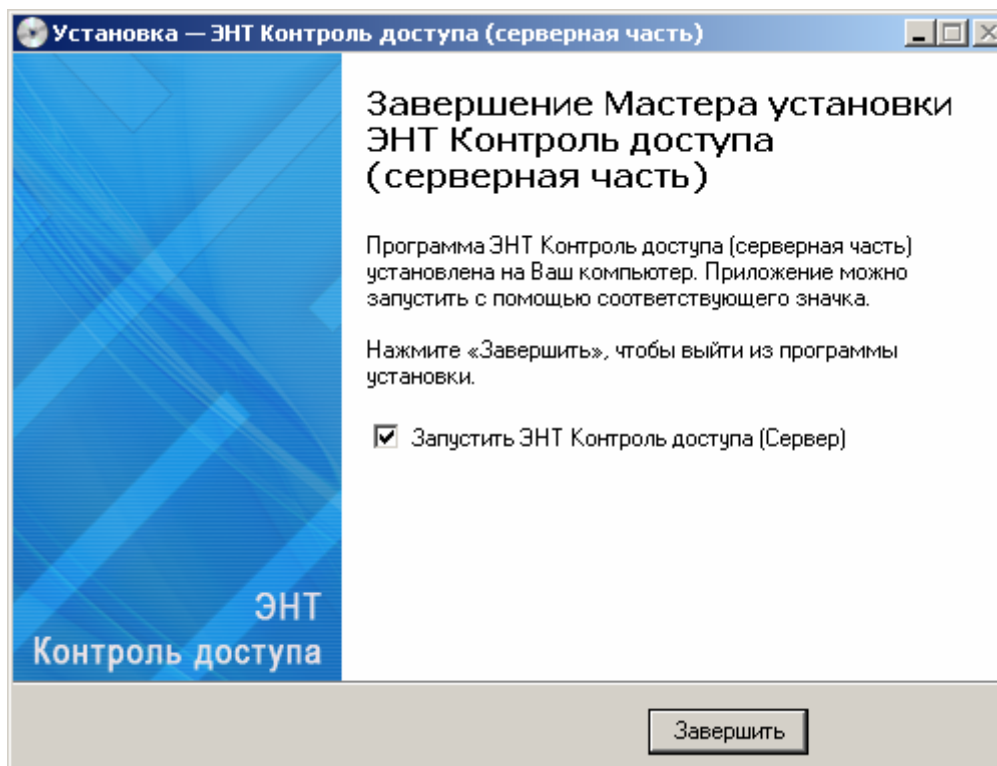 Установка — ЭНТ Контроль доступа (серверная часть)
Завершение Мастера установки
ЭНТ Контроль доступа
(серверная часть)
Программа ЭНТ Контроль доступа (серверная часть)
установлена на Ваш компьютер. Приложение можно
запустить с помощью соответствующего значка.
Нажмите «Завершить», чтобы выйти из программы
установки.
Запустить ЭНТ Контроль доступа (Сервер)
ЭНТ
Контроль доступа
Завершить